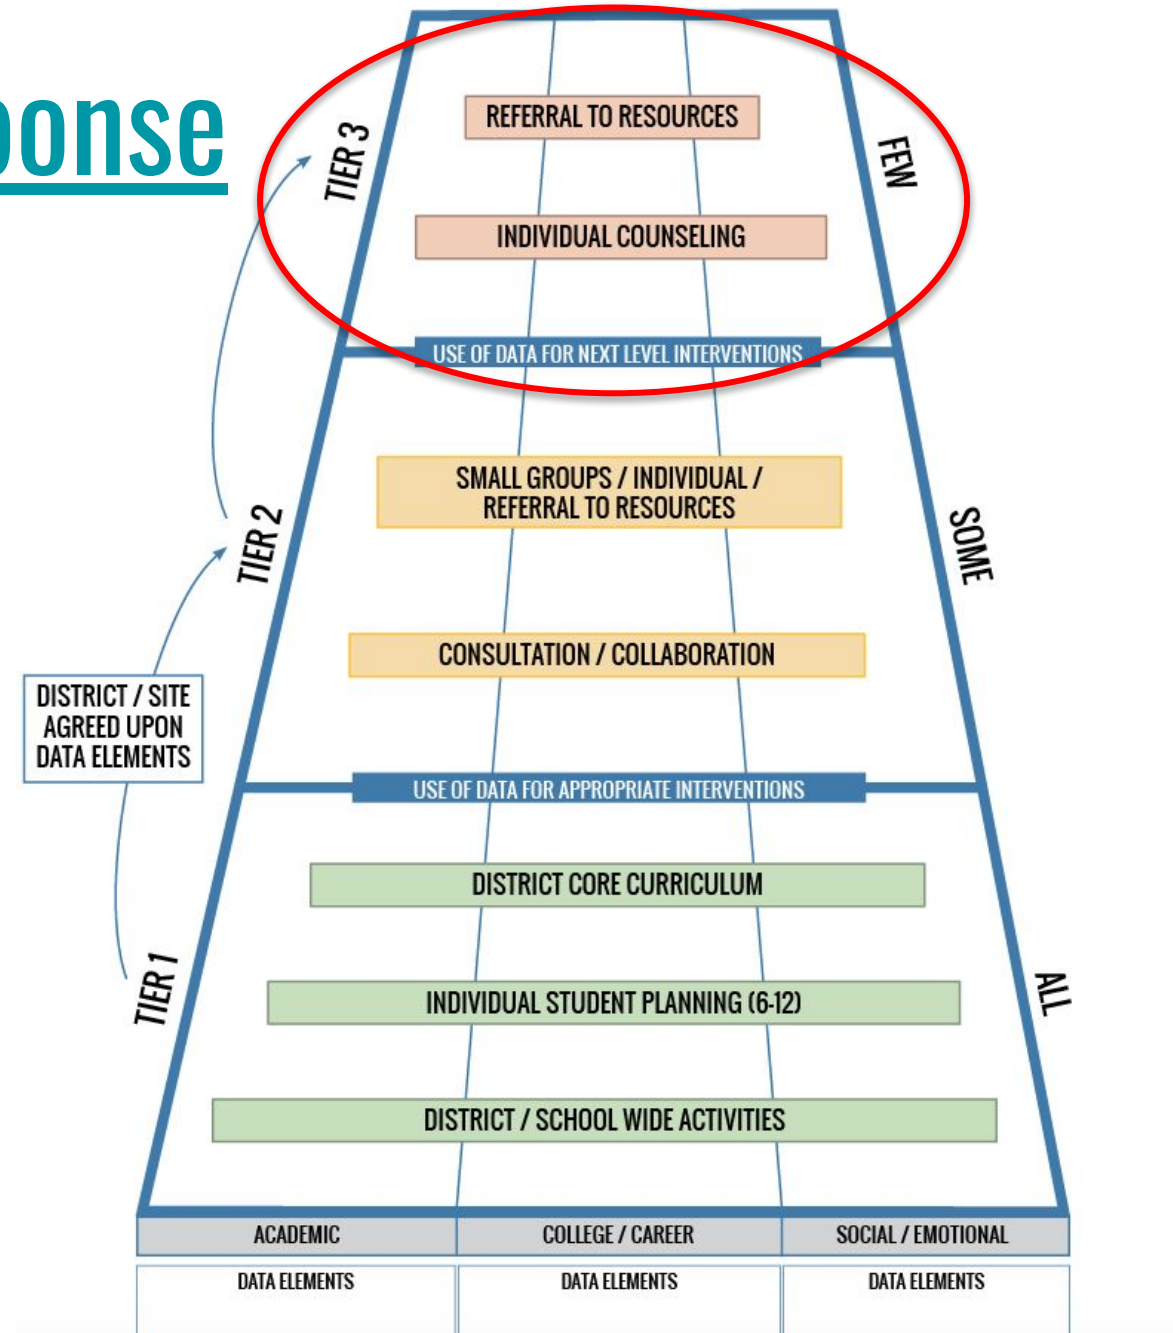 ponse
REFERRAL TO RESOURCES
TIER 3
FEW
INDIVIDUAL COUNSELING
USE OF DATA FOR NEXT LEVEL INTERVENTIONS
SMALL GROUPS / INDIVIDUAL /
REFERRAL TO RESOURCES
TIER 2
SOME
CONSULTATION / COLLABORATION
DISTRICT / SITE
AGREED UPON
DATA ELEMENTS
USE OF DATA FOR APPROPRIATE INTERVENTIONS
DISTRICT CORE CURRICULUM
TIER 1
ALL
INDIVIDUAL STUDENT PLANNING (6-12)
DISTRICT / SCHOOL WIDE ACTIVITIES
ACADEMIC
COLLEGE / CAREER
SOCIAL / EMOTIONAL
DATA ELEMENTS
DATA ELEMENTS
DATA ELEMENTS